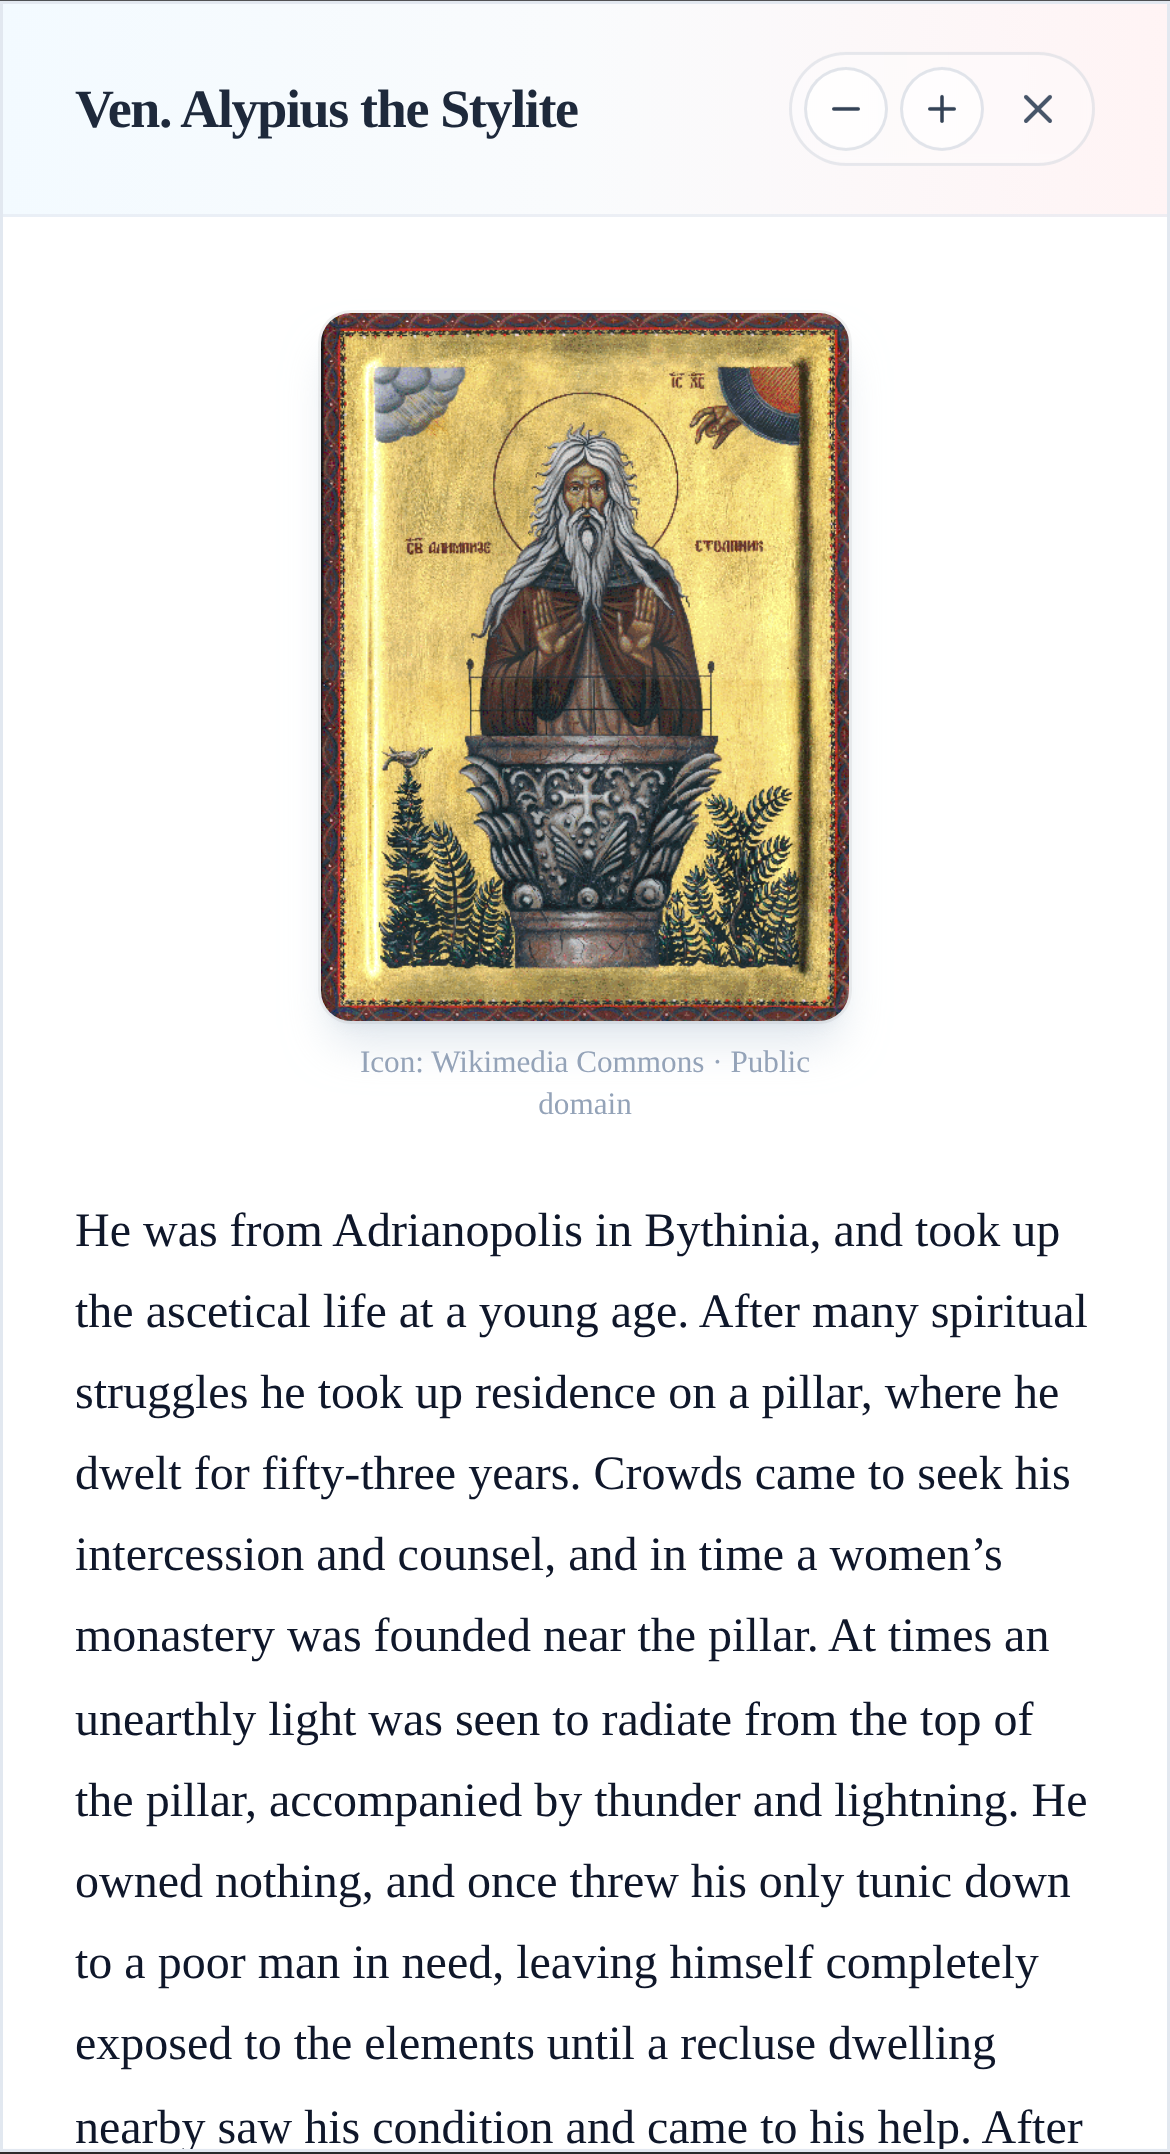 Ven. Alypius the Stylite
І҃С Х҃С
С҃В АЛИМПИЈЕ СТОЛПНИК
Icon: Wikimedia Commons · Public
domain
He was from Adrianopolis in Bythinia, and took up
the ascetical life at a young age. After many spiritual
struggles he took up residence on a pillar, where he
dwelt for fifty-three years. Crowds came to seek his
intercession and counsel, and in time a women’s
monastery was founded near the pillar. At times an
unearthly light was seen to radiate from the top of
the pillar, accompanied by thunder and lightning. He
owned nothing, and once threw his only tunic down
to a poor man in need, leaving himself completely
exposed to the elements until a recluse dwelling
nearby saw his condition and came to his help. After